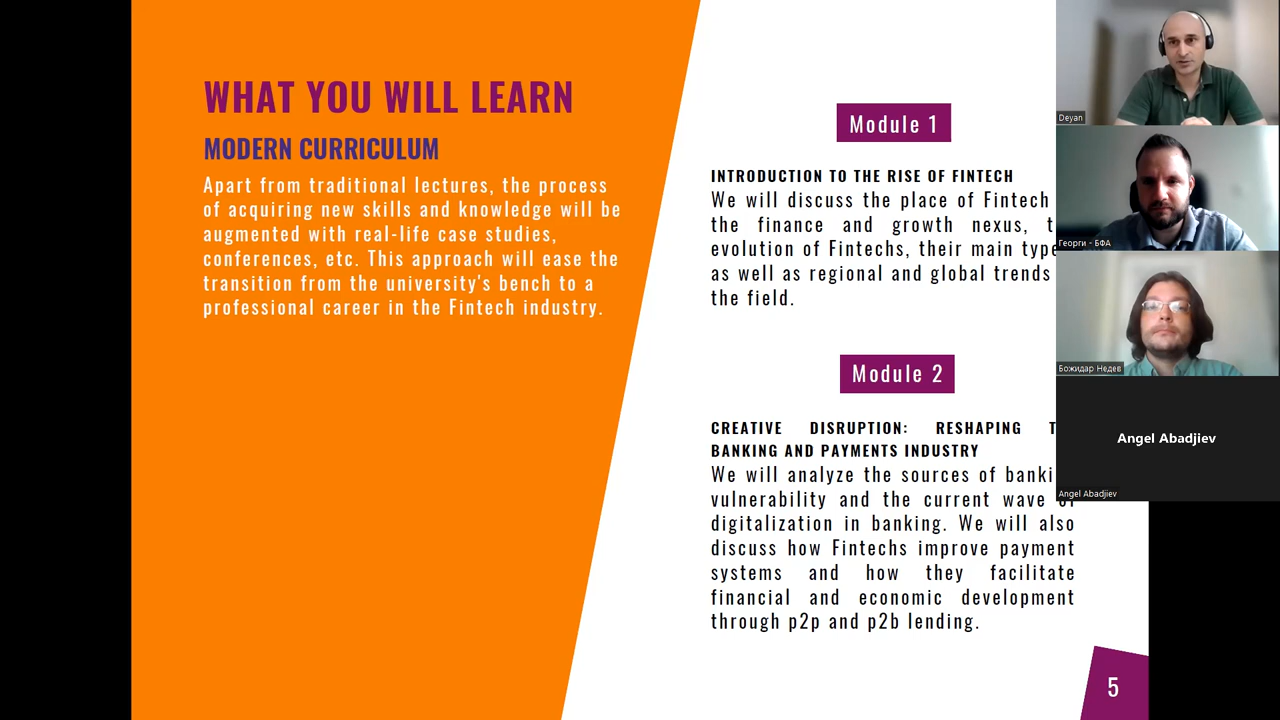 WHAT YOU WILL LEARN
MODERN CURRICULUM
Apart from traditional lectures, the process
of acquiring new skills and knowledge will be
augmented with real-life case studies,
conferences, etc. This approach will ease the
transition from the university's bench to a
professional career in the Fintech industry.
Module 1
INTRODUCTION TO THE RISE OF FINTECH
We will discuss the place of Fintech
the finance and growth nexus,
evolution of Fintechs, their main
as well as regional and global trends
the field.
Module 2
CREATIVE DISRUPTION: RESHAPING
BANKING AND PAYMENTS INDUSTRY
We will analyze the sources of
vulnerability and the current wave of
digitalization in banking. We will also
discuss how Fintechs improve payment
systems and how they facilitate
financial and economic development
through p2p and p2b lending.
5
Deyan
Георги - БФА
Божидар Недев
Angel Abadjiev
Angel Abadjiev